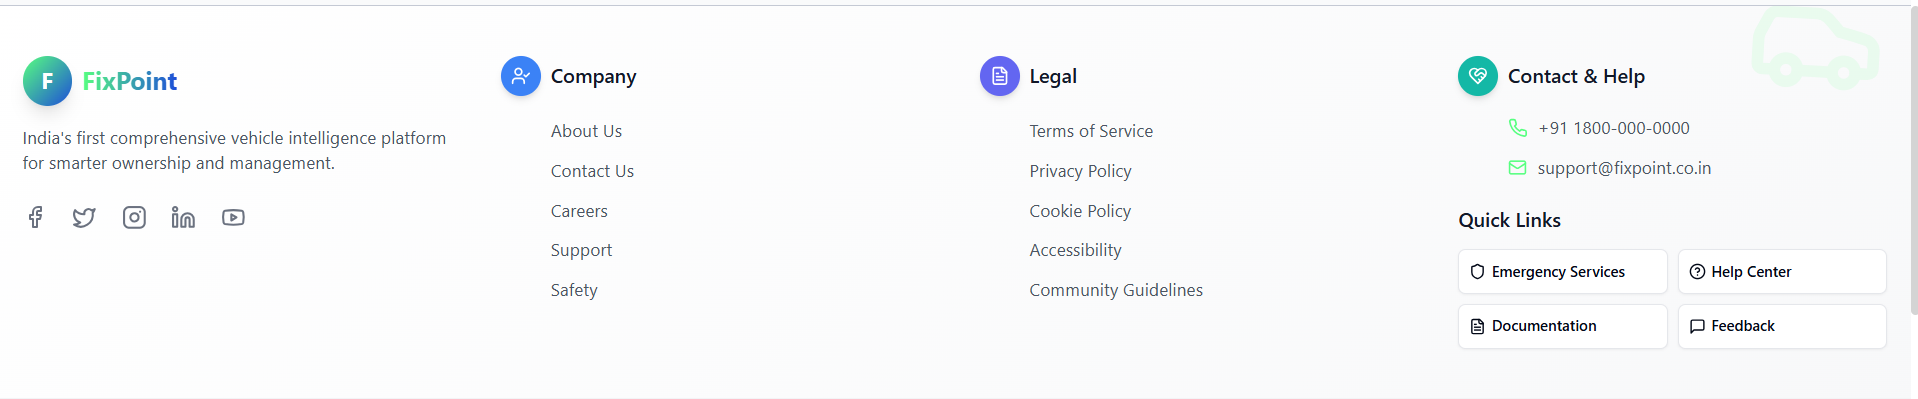 F FixPoint
India's first comprehensive vehicle intelligence platform
for smarter ownership and management.
Company
About Us
Contact Us
Careers
Support
Safety
Legal
Terms of Service
Privacy Policy
Cookie Policy
Accessibility
Community Guidelines
Contact & Help
+91 1800-000-0000
support@fixpoint.co.in
Quick Links
Emergency Services
Help Center
Documentation
Feedback